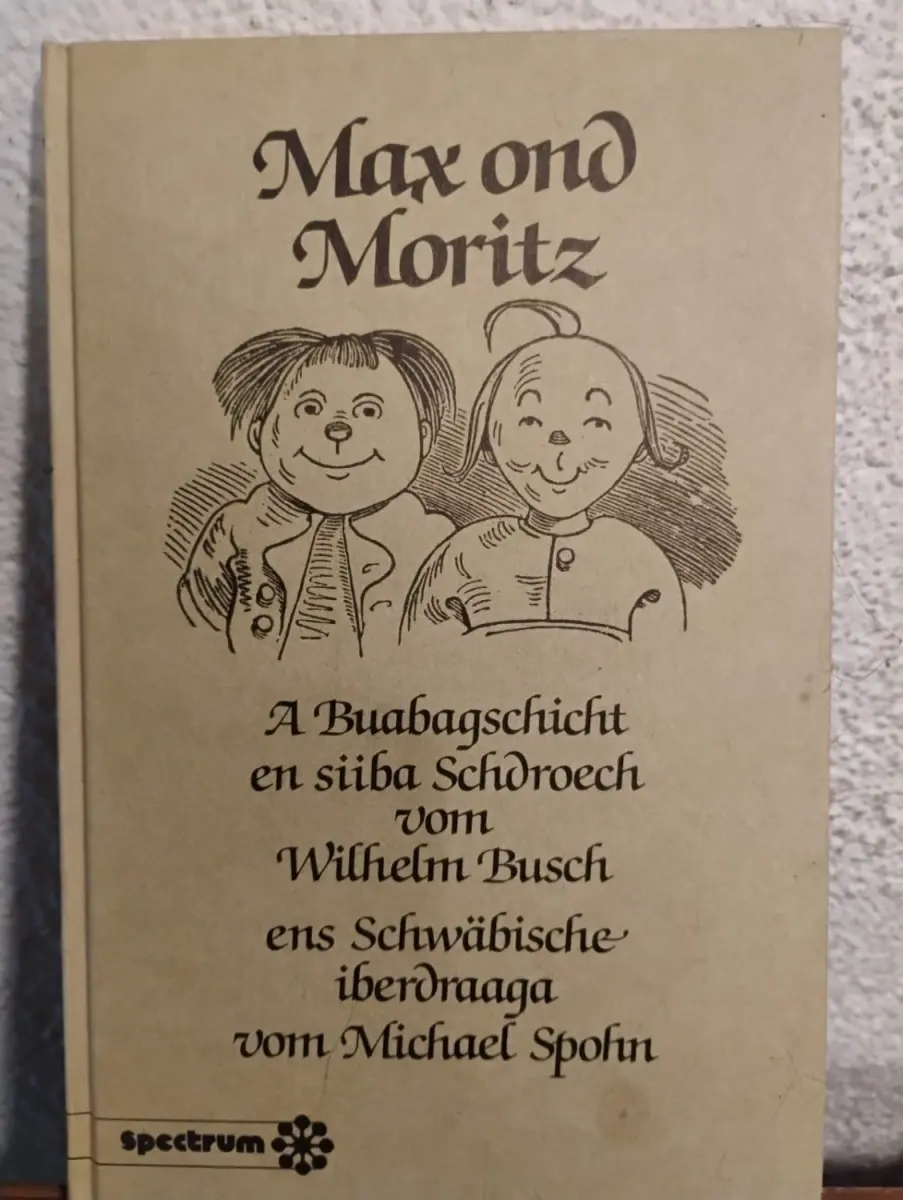 Max ond
Moritz
A Buabagschicht
en siiba Schdroech
vom
Wilhelm Busch
ens Schwäbische
iberdraaga
vom Michael Spohn
spectrum